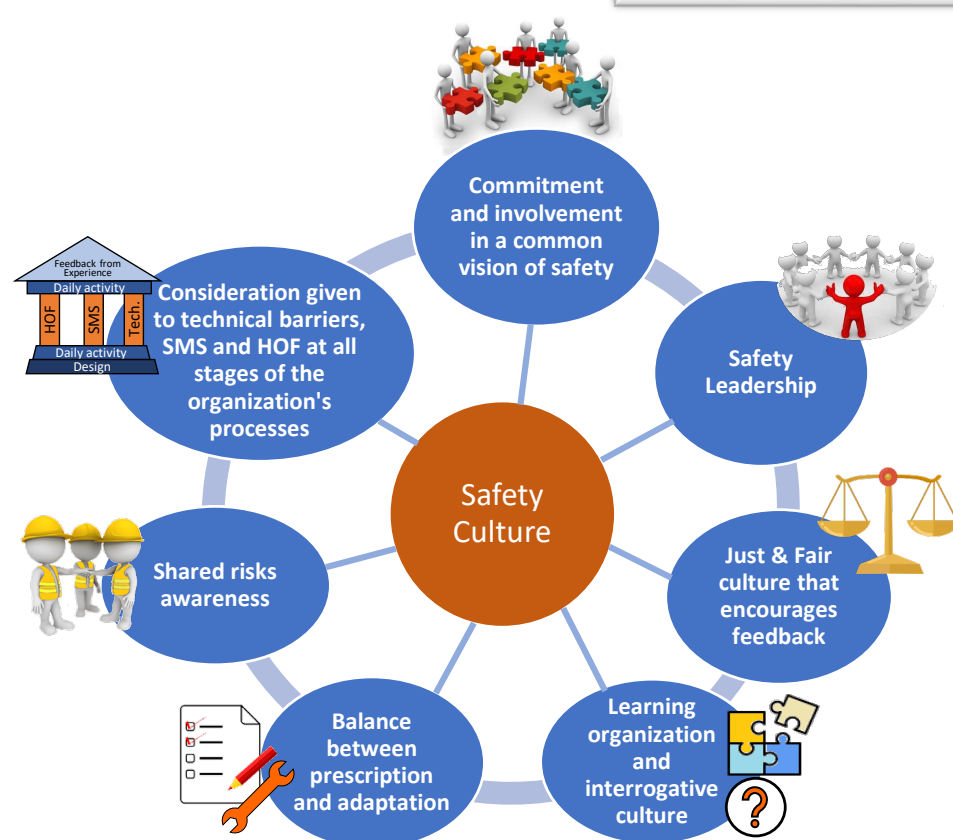 Commitment
and involvement
in a common
vision of safety
Feedback from
Experience
Daily activity
HOF
SMS
Tech.
Daily activity
Design
Consideration given
to technical barriers,
SMS and HOF at all
stages of the
organization's
processes
Safety
Leadership
Safety
Culture
Shared risks
awareness
Just & Fair
culture that
encourages
feedback
Balance
between
prescription
and adaptation
Learning
organization
and
interrogative
culture
?